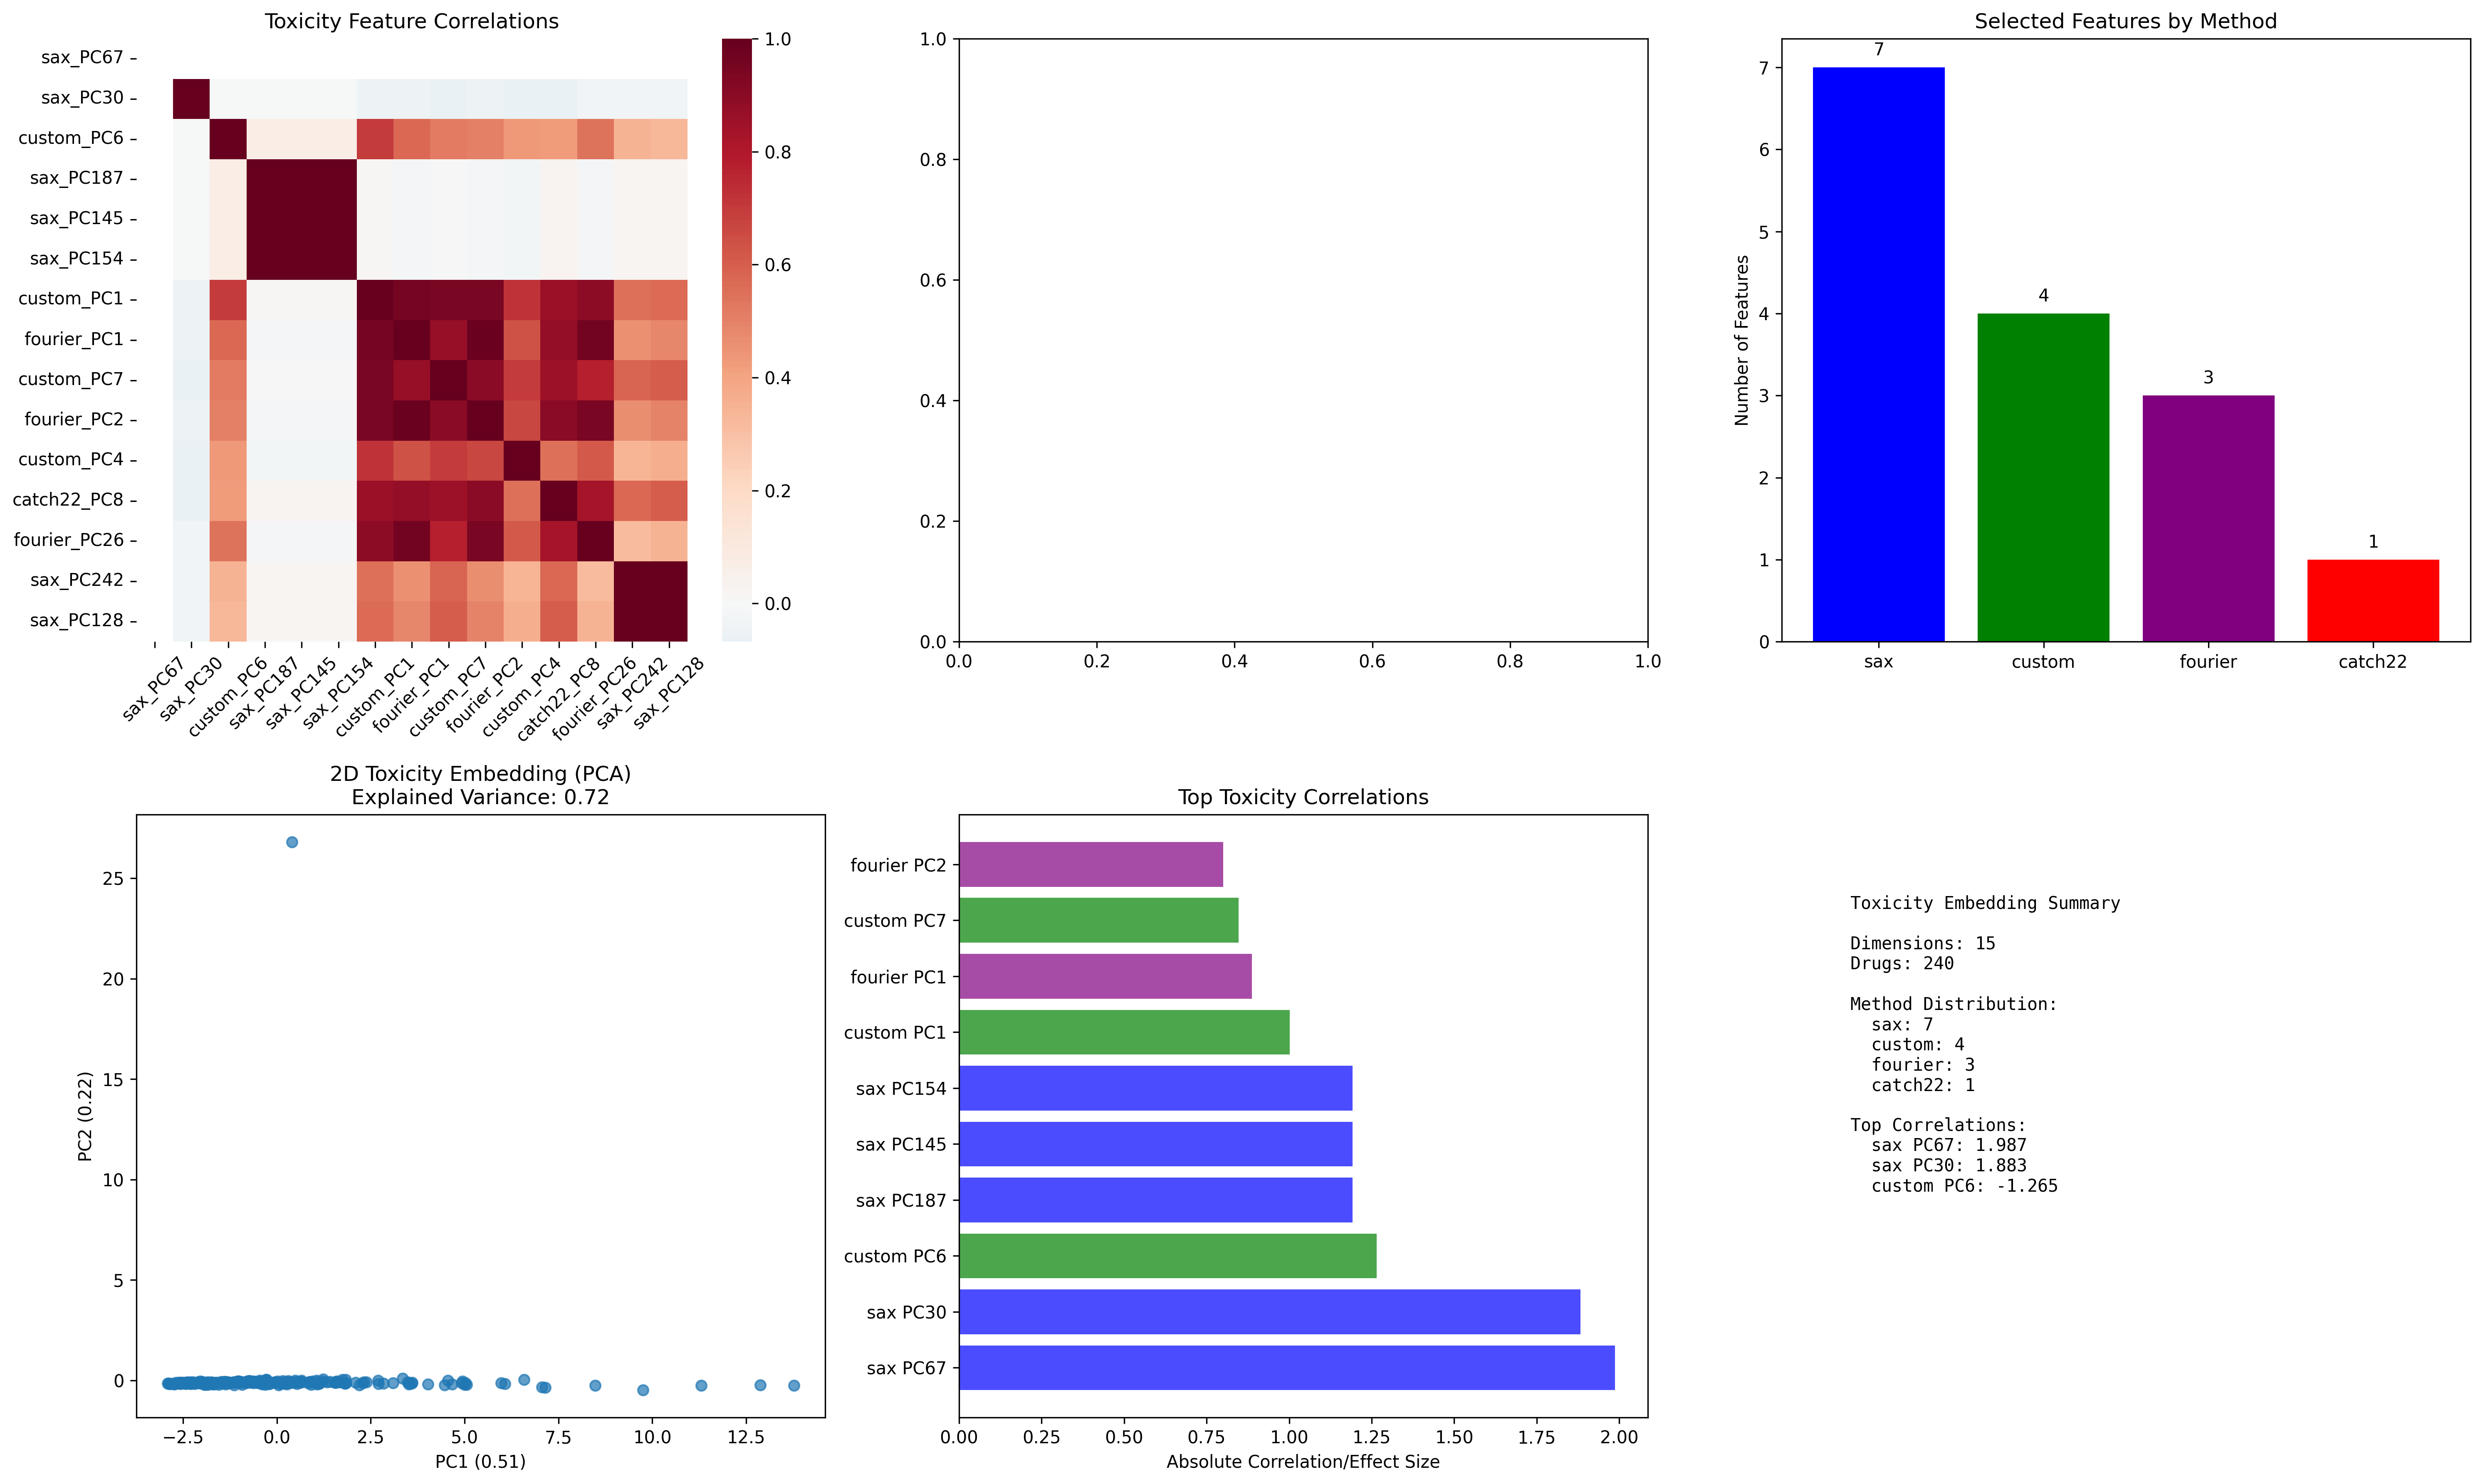 Toxicity Feature Correlations
sax_PC67
sax_PC30
custom_PC6
sax_PC187
sax_PC145
sax_PC154
custom_PC1
fourier_PC1
custom_PC7
fourier_PC2
custom_PC4
catch22_PC8
fourier_PC26
sax_PC242
sax_PC128
sax_PC67
sax_PC30
custom_PC6
sax_PC187
sax_PC145
sax_PC154
custom_PC1
fourier_PC1
custom_PC7
fourier_PC2
custom_PC4
catch22_PC8
fourier_PC26
sax_PC242
sax_PC128
1.0
0.8
0.6
0.4
0.2
0.0
1.0
0.8
0.6
0.4
0.2
0.0
0.0 0.2 0.4 0.6 0.8 1.0
Selected Features by Method
Number of Features
7
6
5
4
3
2
1
0
7
4
3
1
sax custom fourier catch22
2D Toxicity Embedding (PCA)
Explained Variance: 0.72
PC2 (0.22)
25
20
15
10
5
0
−2.5 0.0 2.5 5.0 7.5 10.0 12.5
PC1 (0.51)
Top Toxicity Correlations
fourier PC2
custom PC7
fourier PC1
custom PC1
sax PC154
sax PC145
sax PC187
custom PC6
sax PC30
sax PC67
0.00 0.25 0.50 0.75 1.00 1.25 1.50 1.75 2.00
Absolute Correlation/Effect Size
Toxicity Embedding Summary
Dimensions: 15
Drugs: 240
Method Distribution:
sax: 7
custom: 4
fourier: 3
catch22: 1
Top Correlations:
sax PC67: 1.987
sax PC30: 1.883
custom PC6: -1.265